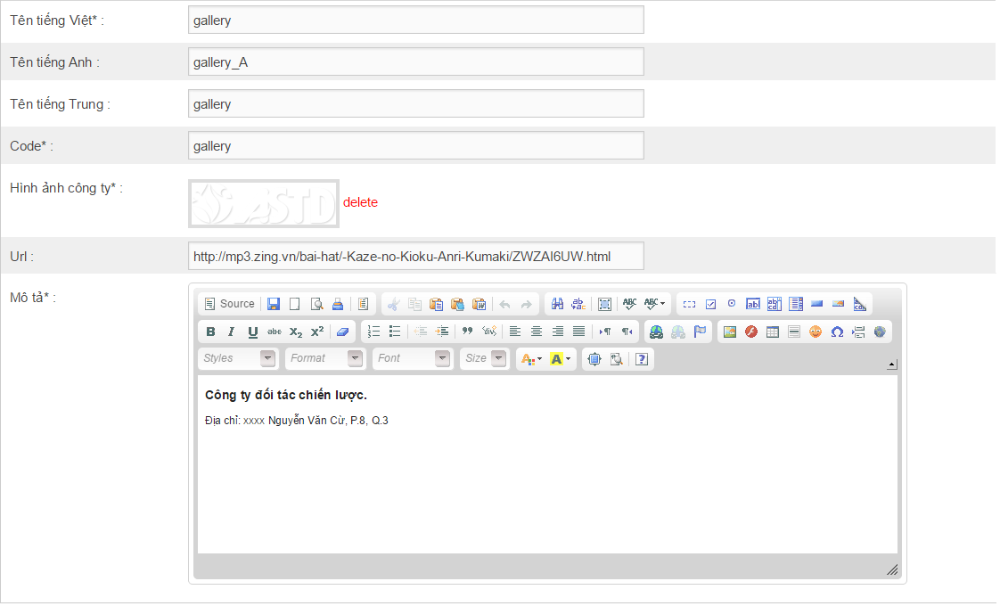 Tên tiếng Việt* :
gallery
Tên tiếng Anh :
gallery_A
Tên tiếng Trung :
gallery
Code* :
gallery
Hình ảnh công ty* :
STD
delete
Url :
http://mp3.zing.vn/bai-hat/-Kaze-no-Kioku-Anri-Kumaki/ZWZAI6UW.html
Mô tả* :
Source
Styles
Format
Font
Size
Công ty đối tác chiến lược.
Địa chỉ: xxxx Nguyễn Văn Cừ, P.8, Q.3